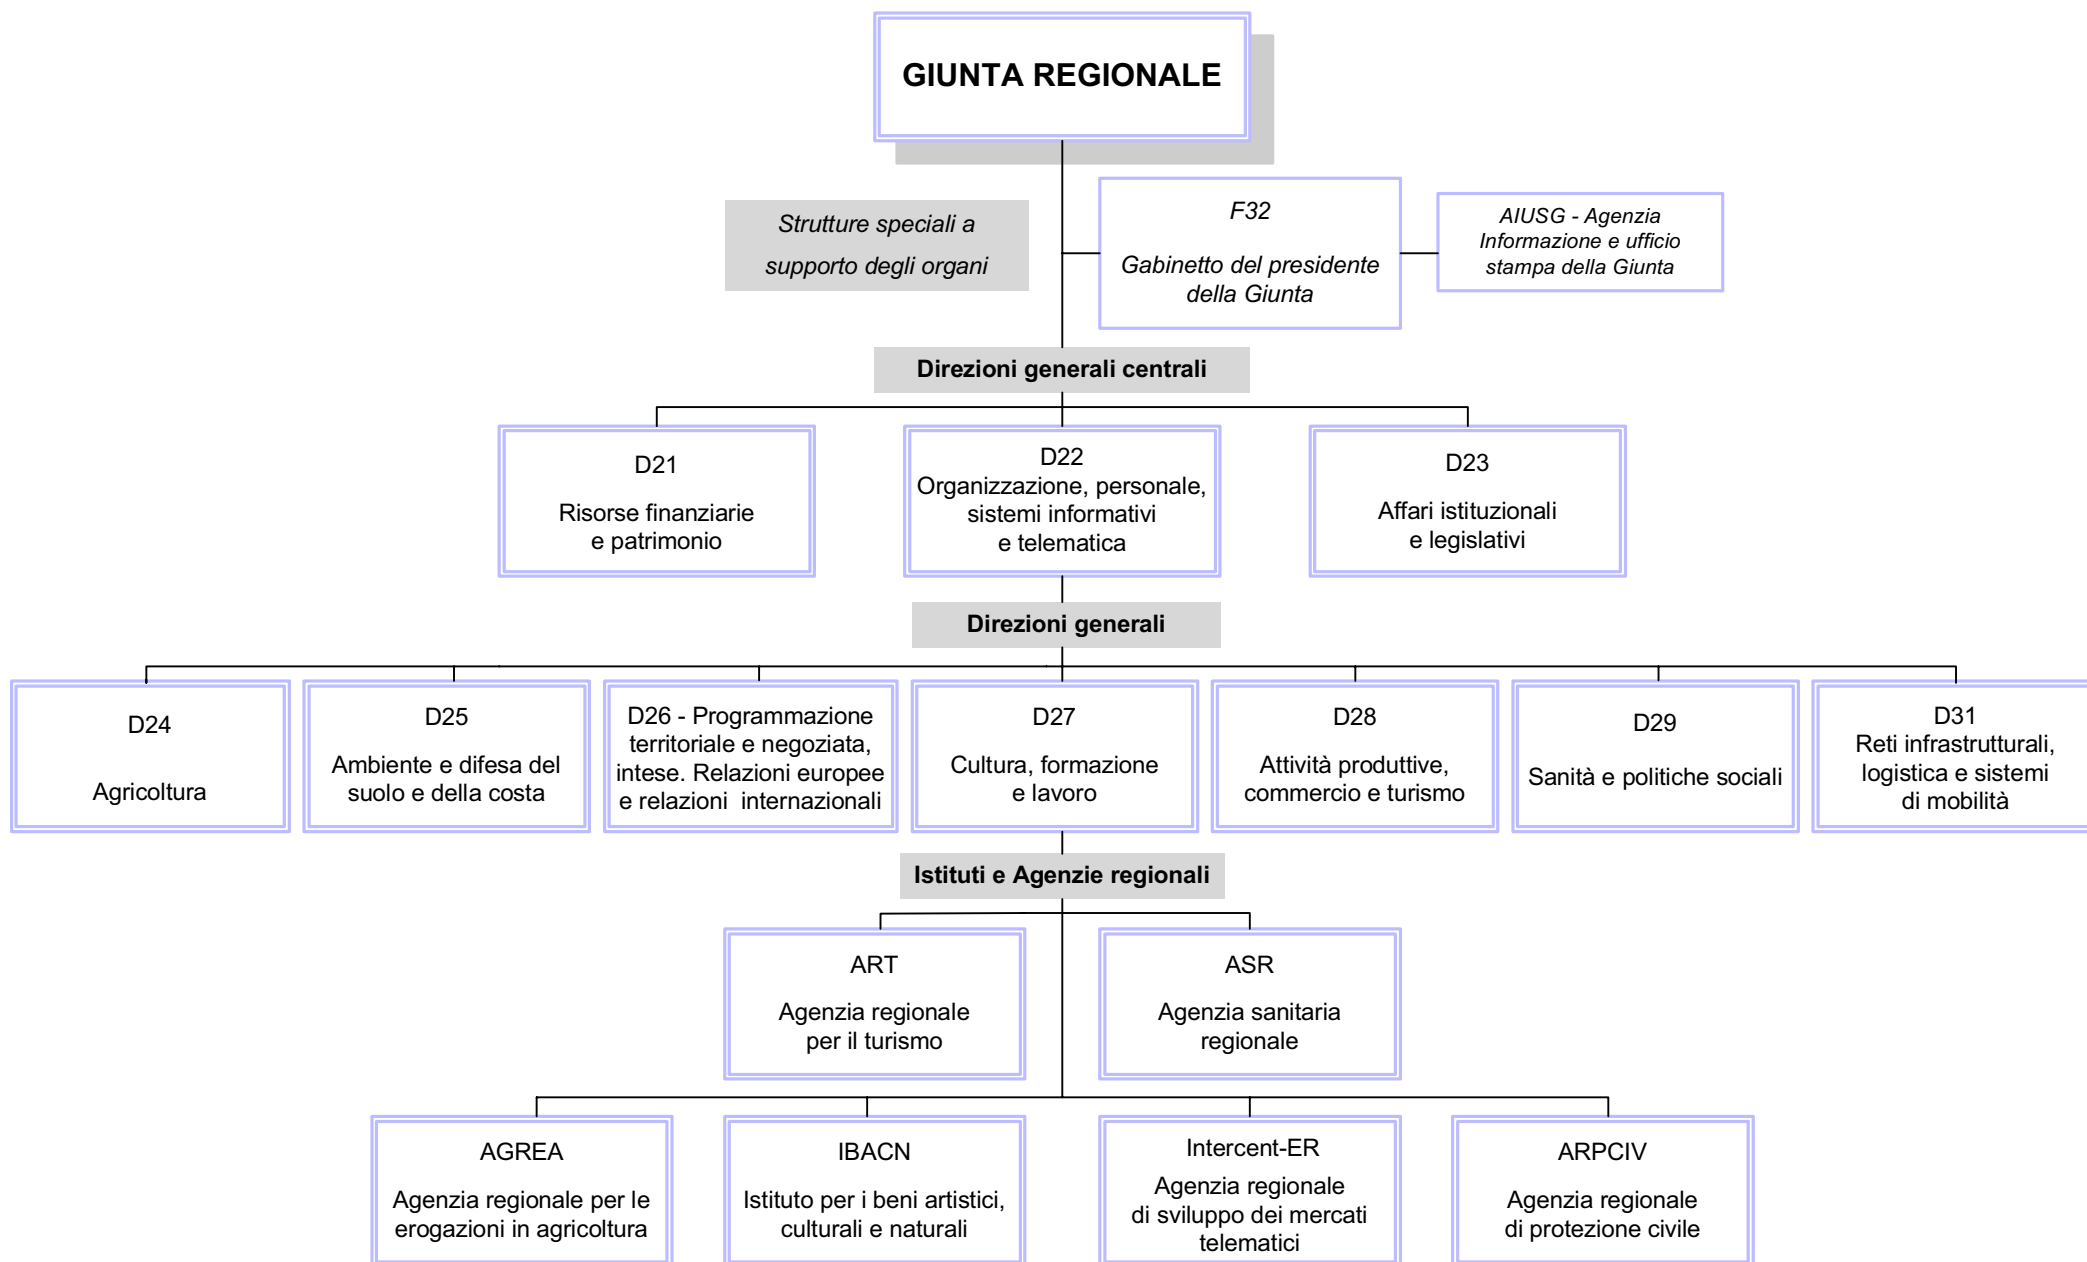 GIUNTA REGIONALE
Strutture speciali a
supporto degli organi
F32
Gabinetto del presidente
della Giunta
AIUSG - Agenzia
Informazione e ufficio
stampa della Giunta
Direzioni generali centrali
D21
Risorse finanziarie
e patrimonio
D22
Organizzazione, personale,
sistemi informativi
e telematica
D23
Affari istituzionali
e legislativi
Direzioni generali
D24
Agricoltura
D25
Ambiente e difesa del
suolo e della costa
D26 - Programmazione
territoriale e negoziata,
intese. Relazioni europee
e relazioni internazionali
D27
Cultura, formazione
e lavoro
D28
Attività produttive,
commercio e turismo
D29
Sanità e politiche sociali
D31
Reti infrastrutturali,
logistica e sistemi
di mobilità
Istituti e Agenzie regionali
ART
Agenzia regionale
per il turismo
ASR
Agenzia sanitaria
regionale
AGREA
Agenzia regionale per le
erogazioni in agricoltura
IBACN
Istituto per i beni artistici,
culturali e naturali
Intercent-ER
Agenzia regionale
di sviluppo dei mercati
telematici
ARPCIV
Agenzia regionale
di protezione civile